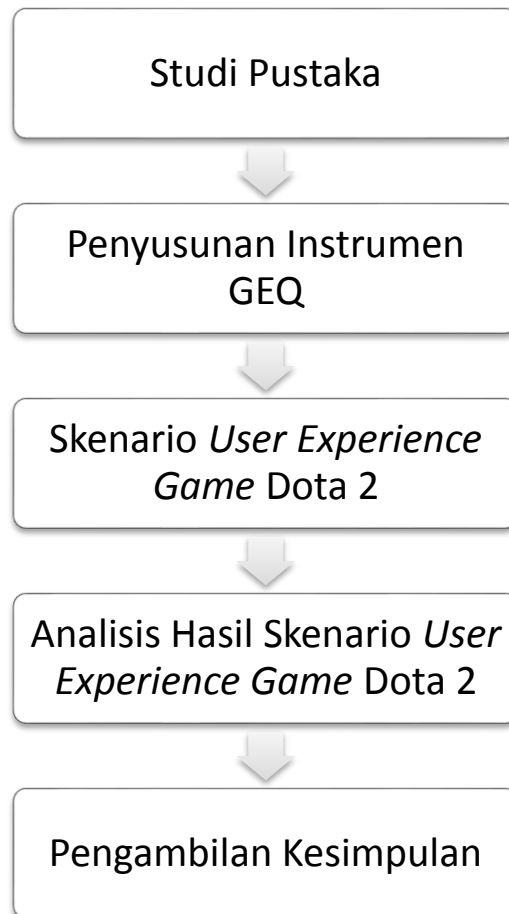 Studi Pustaka
Penyusunan Instrumen
GEQ
Skenario User Experience
Game Dota 2
Analisis Hasil Skenario User
Experience Game Dota 2
Pengambilan Kesimpulan